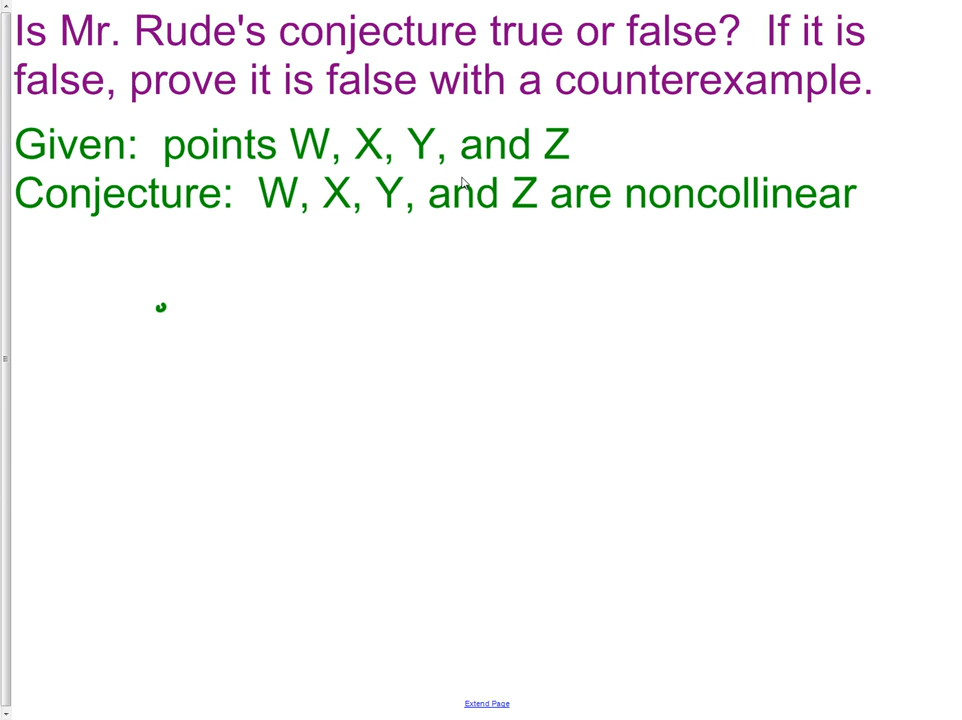 Is Mr. Rude's conjecture true or false?  If it is
false, prove it is false with a counterexample.
Given:  points W, X, Y, and Z
Conjecture:  W, X, Y, and Z are noncollinear
Extend Page